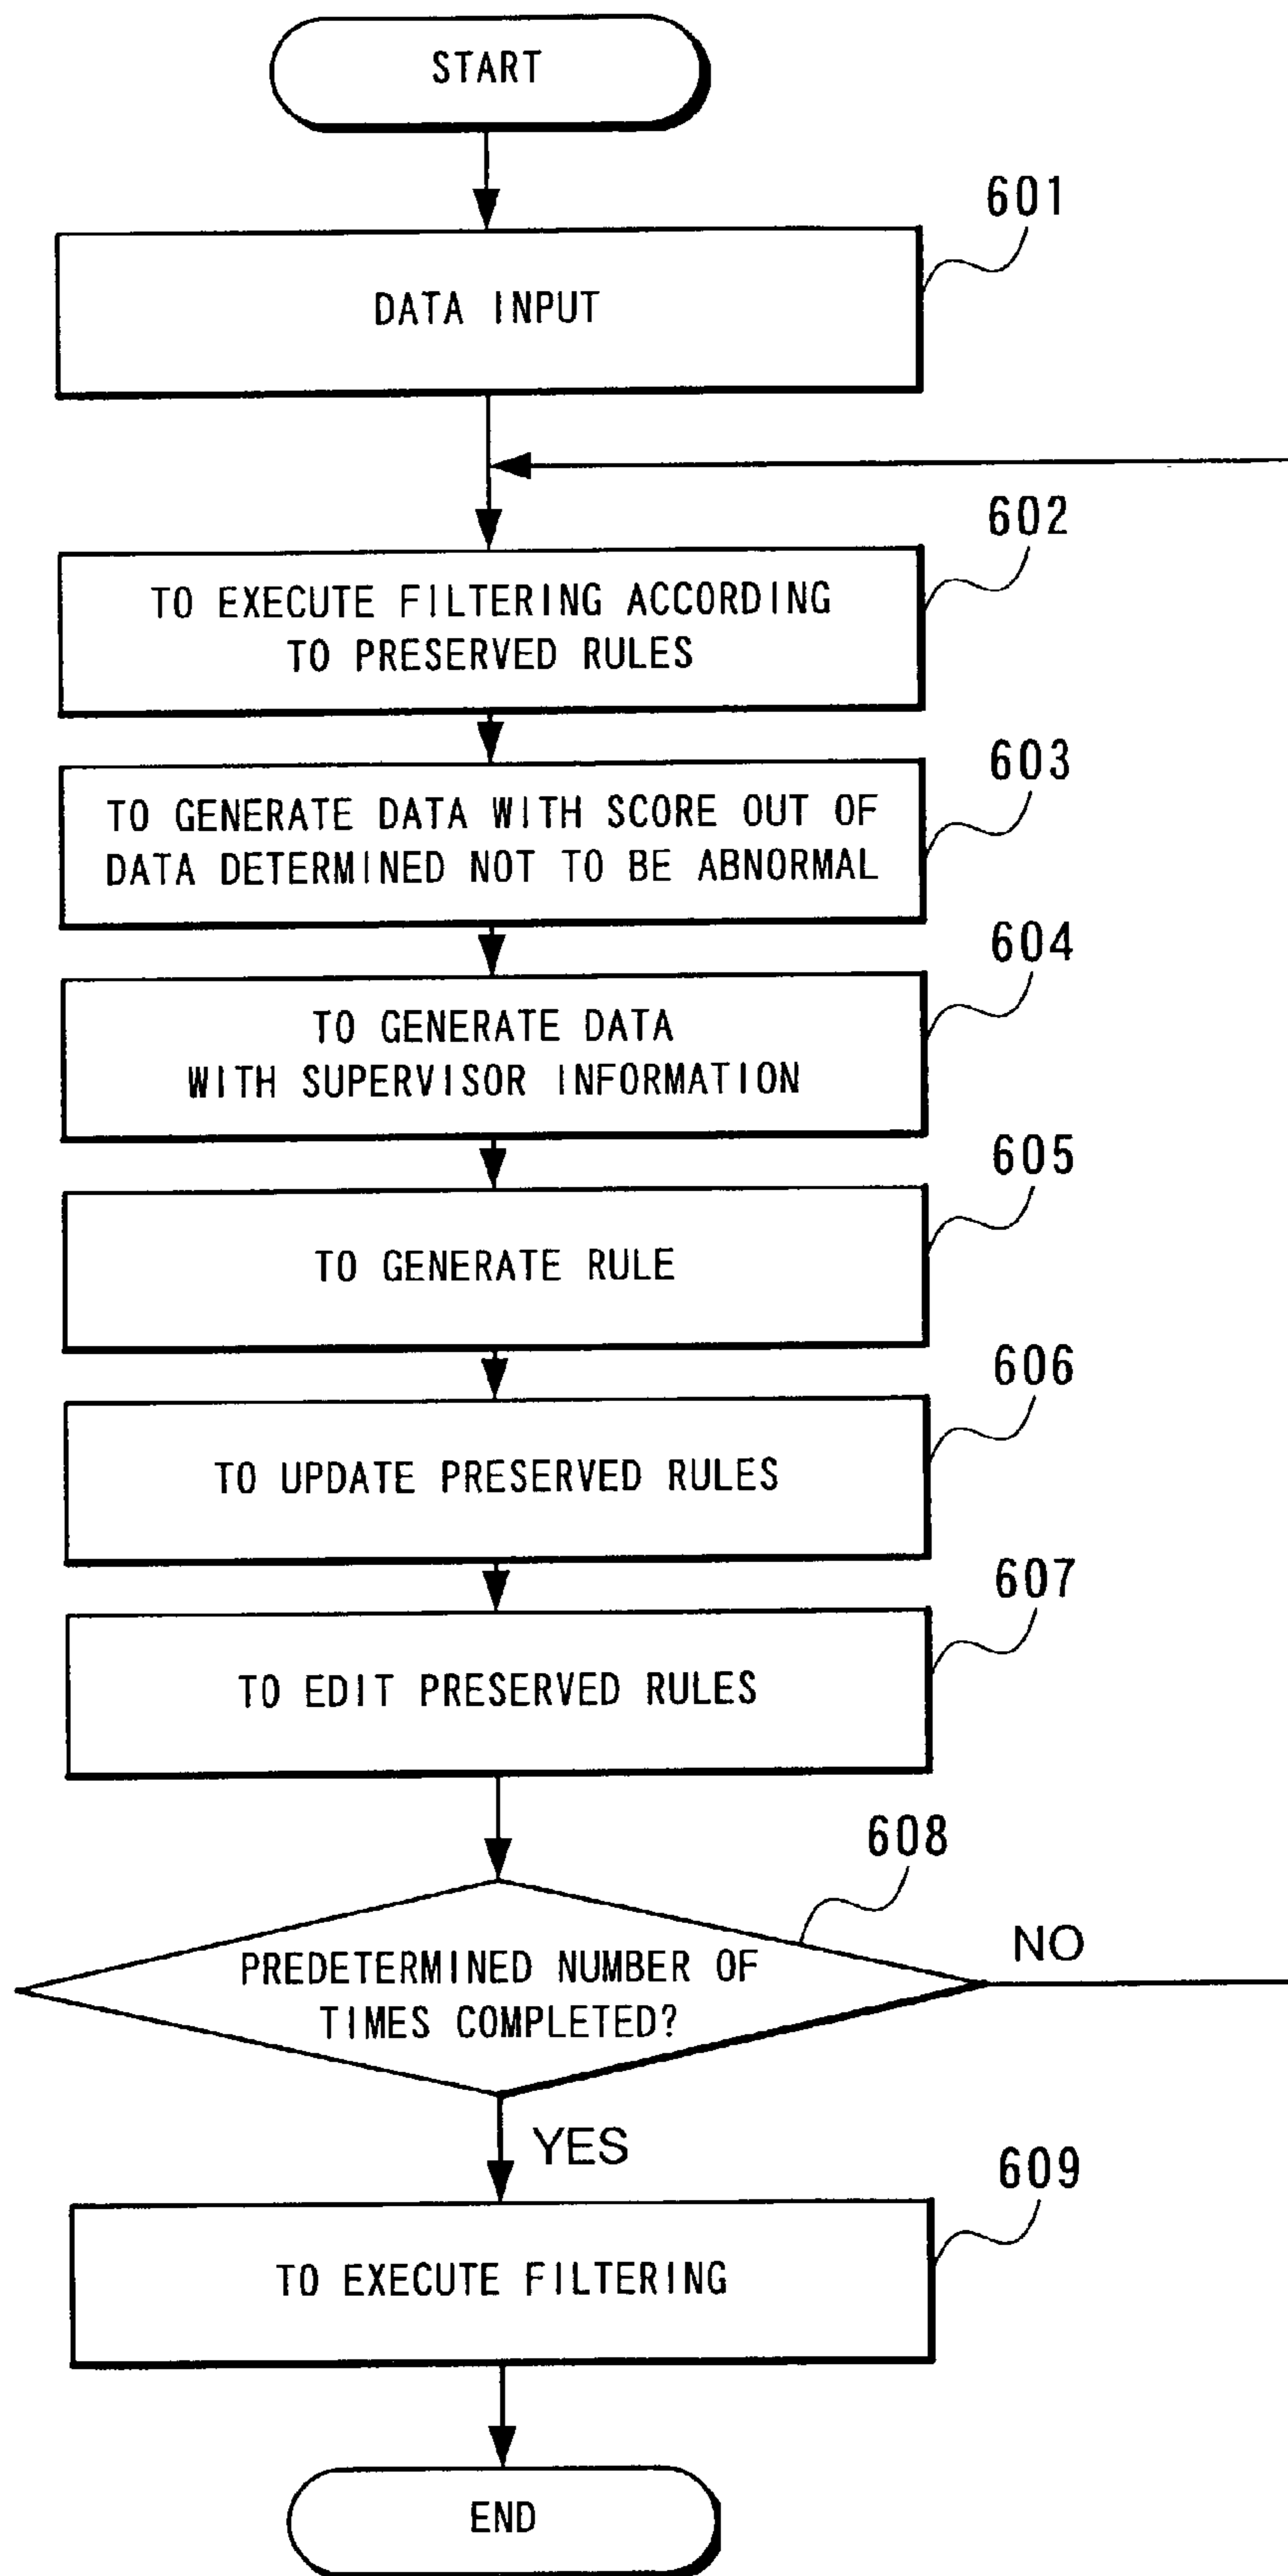 START
601
DATA INPUT
602
TO EXECUTE FILTERING ACCORDING
TO PRESERVED RULES
603
TO GENERATE DATA WITH SCORE OUT OF
DATA DETERMINED NOT TO BE ABNORMAL
604
TO GENERATE DATA
WITH SUPERVISOR INFORMATION
605
TO GENERATE RULE
606
TO UPDATE PRESERVED RULES
607
TO EDIT PRESERVED RULES
608
PREDETERMINED NUMBER OF
TIMES COMPLETED?
NO
YES
609
TO EXECUTE FILTERING
END